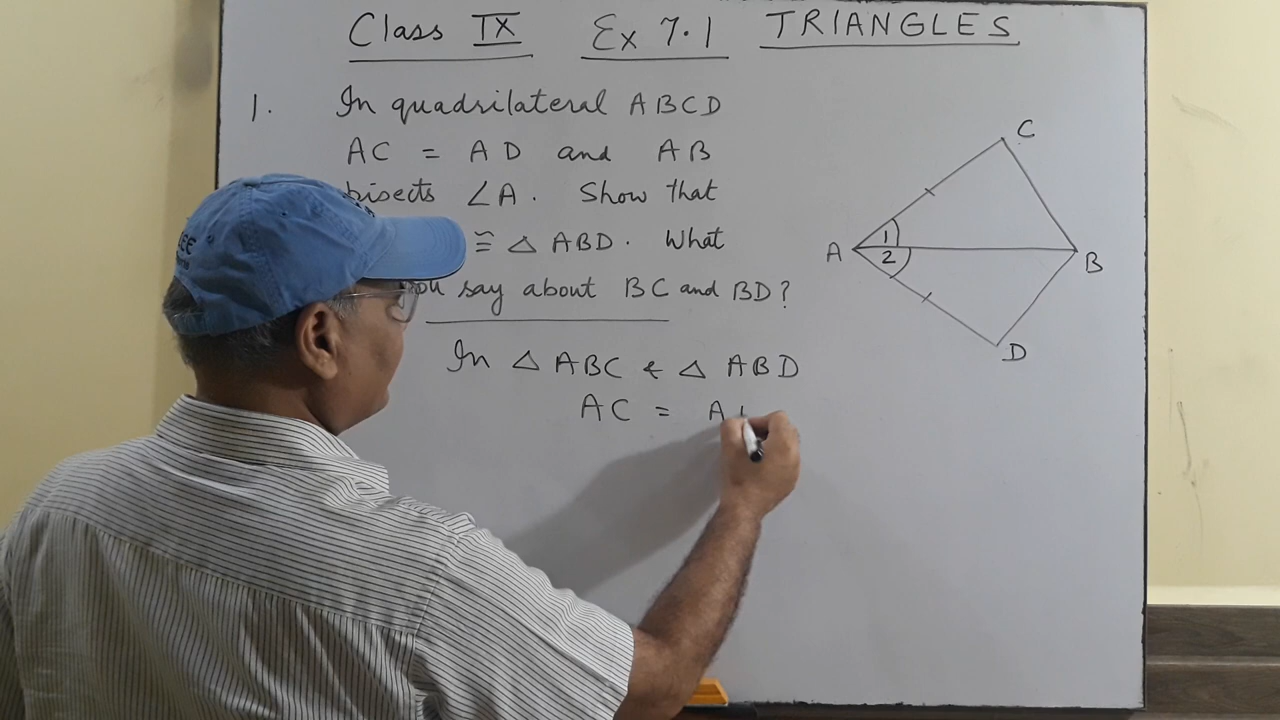 Class IX Ex 7.1 TRIANGLES
1. In quadrilateral ABCD
AC = AD and AB
bisects ∠A. Show that
≅ △ ABD. What
say about BC and BD?
In △ ABC & △ ABD
AC = A
C
A
1
2
B
D